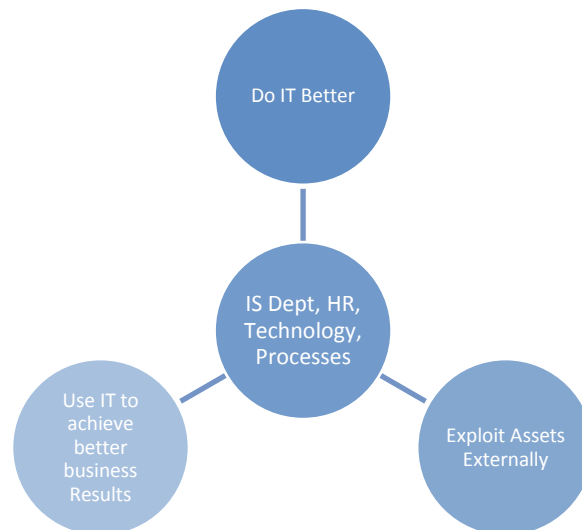 Do IT Better
IS Dept, HR,
Technology,
Processes
Use IT to
achieve
better
business
Results
Exploit Assets
Externally